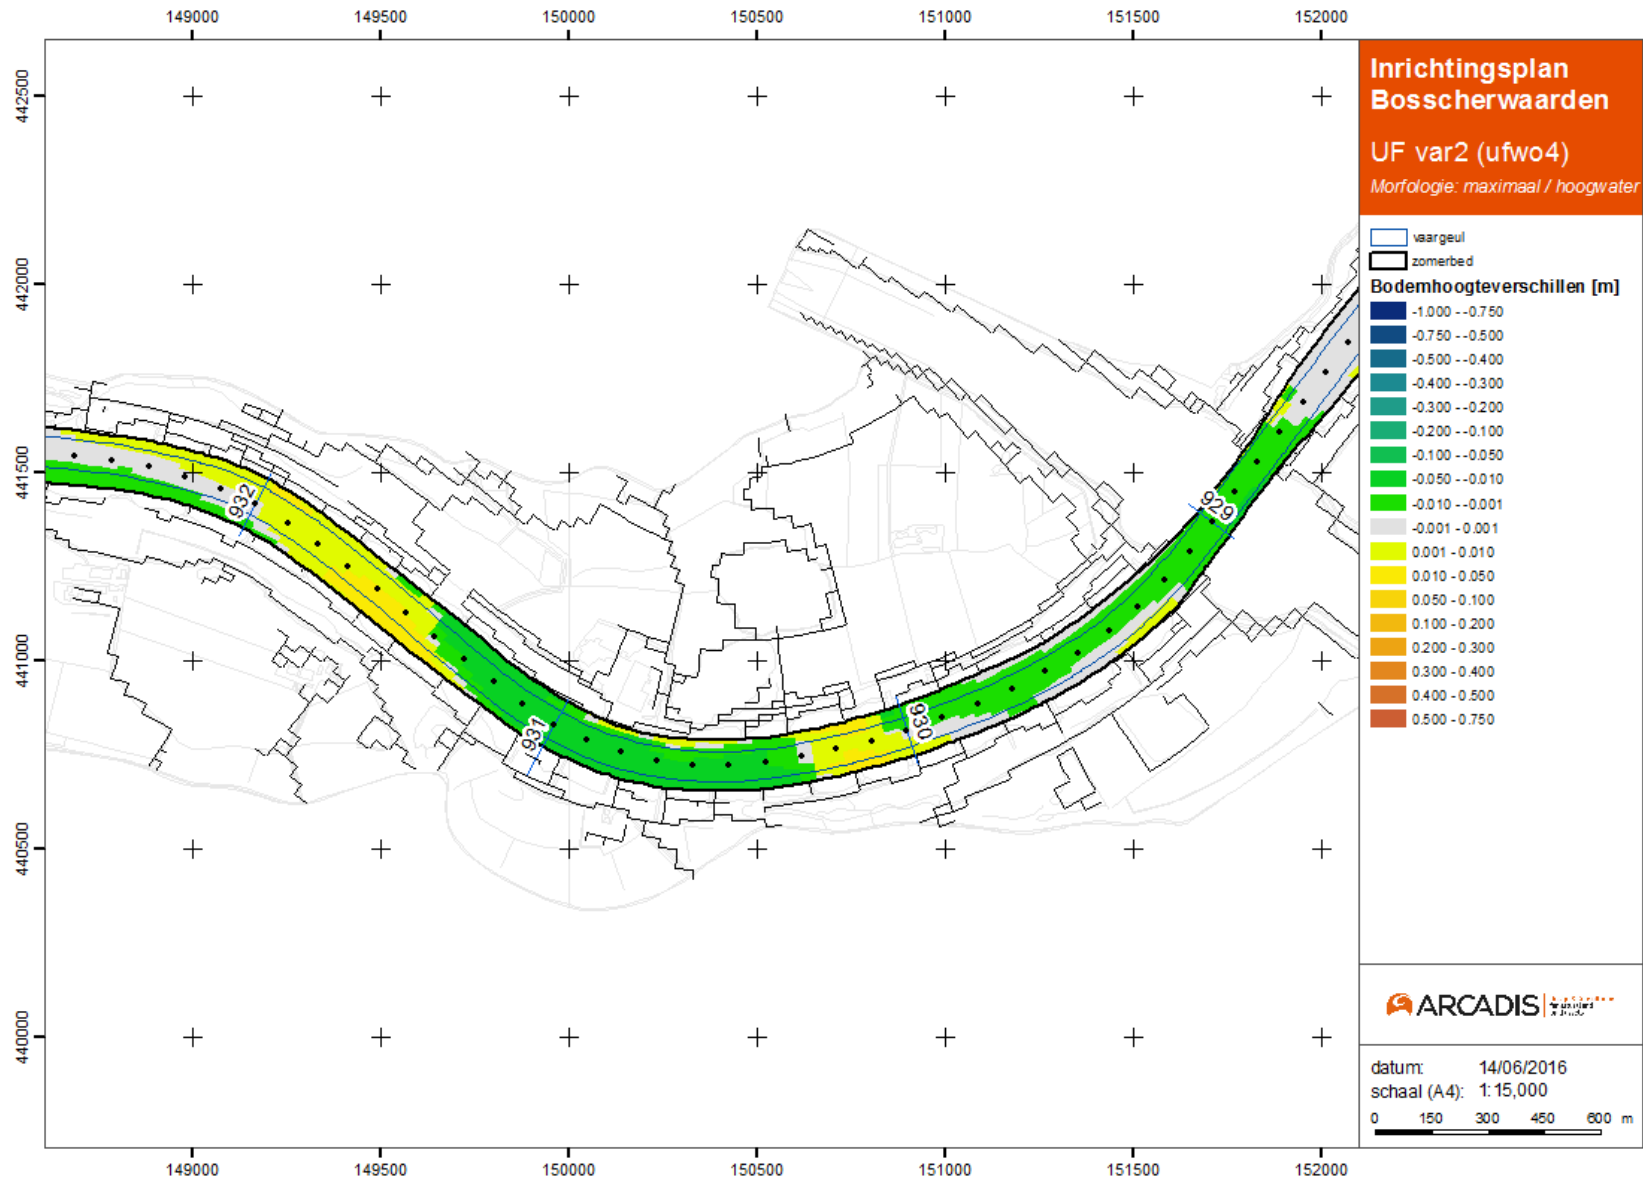 149000 149500 150000 150500 151000 151500 152000
442500
442000
441500
441000
440500
440000
932
931
930
929
149000 149500 150000 150500 151000 151500 152000
Inrichtingsplan
Bosscherwaarden
UF var2 (ufwo4)
Morfologie: maximaal / hoogwater
vaargeul
zomerbed
Bodemhoogteverschillen [m]
-1.000 - -0.750
-0.750 - -0.500
-0.500 - -0.400
-0.400 - -0.300
-0.300 - -0.200
-0.200 - -0.100
-0.100 - -0.050
-0.050 - -0.010
-0.010 - -0.001
-0.001 - 0.001
0.001 - 0.010
0.010 - 0.050
0.050 - 0.100
0.100 - 0.200
0.200 - 0.300
0.300 - 0.400
0.400 - 0.500
0.500 - 0.750
ARCADIS
datum: 14/06/2016
schaal (A4): 1:15,000
0 150 300 450 600 m